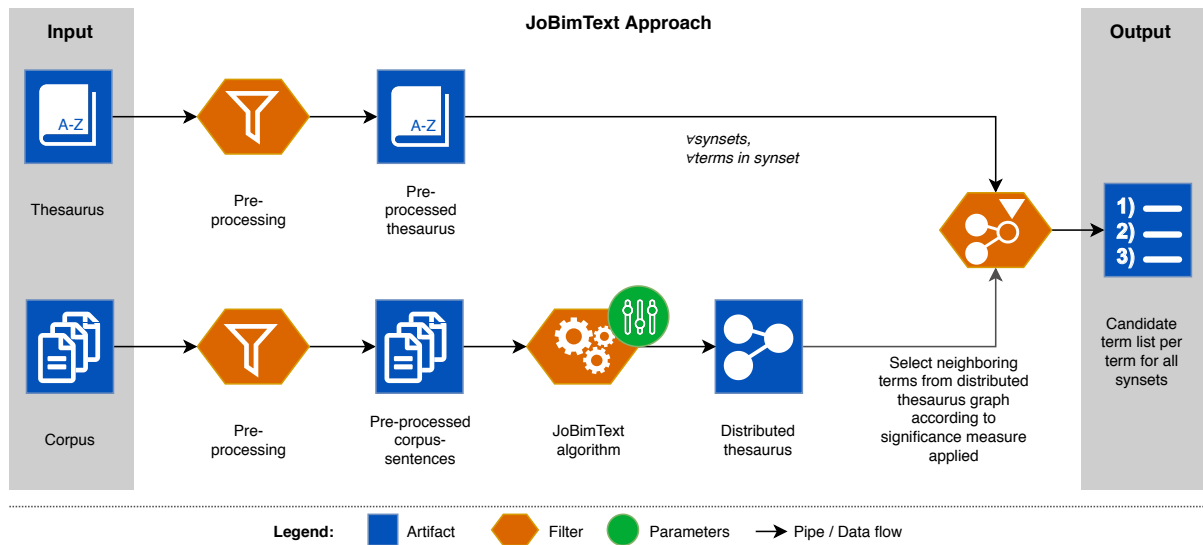 Input
JoBimText Approach
Output
A-Z
A-Z
∀synsets,
∀terms in synset
Thesaurus
Pre-
processing
Pre-
processed
thesaurus
1)
2)
3)
Candidate
term list per
term for all
synsets
Select neighboring
terms from distributed
thesaurus graph
according to
significance measure
applied
Corpus
Pre-
processing
Pre-processed
corpus-
sentences
JoBimText
algorithm
Distributed
thesaurus
Legend:
Artifact
Filter
Parameters
Pipe / Data flow